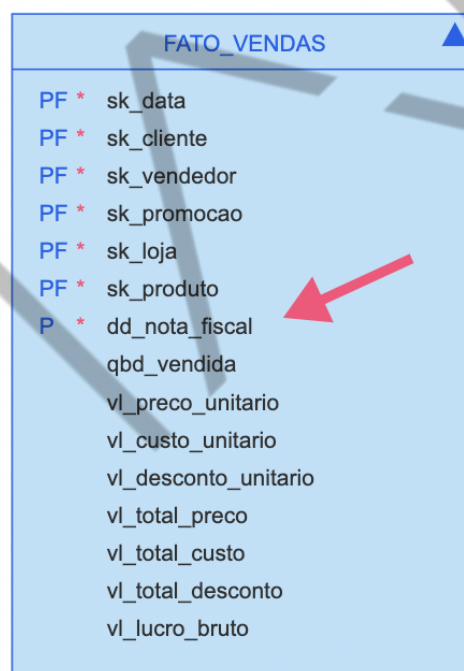 FATO_VENDAS
PF * sk_data
PF * sk_cliente
PF * sk_vendedor
PF * sk_promocao
PF * sk_loja
PF * sk_produto
P * dd_nota_fiscal
qbd_vendida
vl_preco_unitario
vl_custo_unitario
vl_desconto_unitario
vl_total_preco
vl_total_custo
vl_total_desconto
vl_lucro_bruto